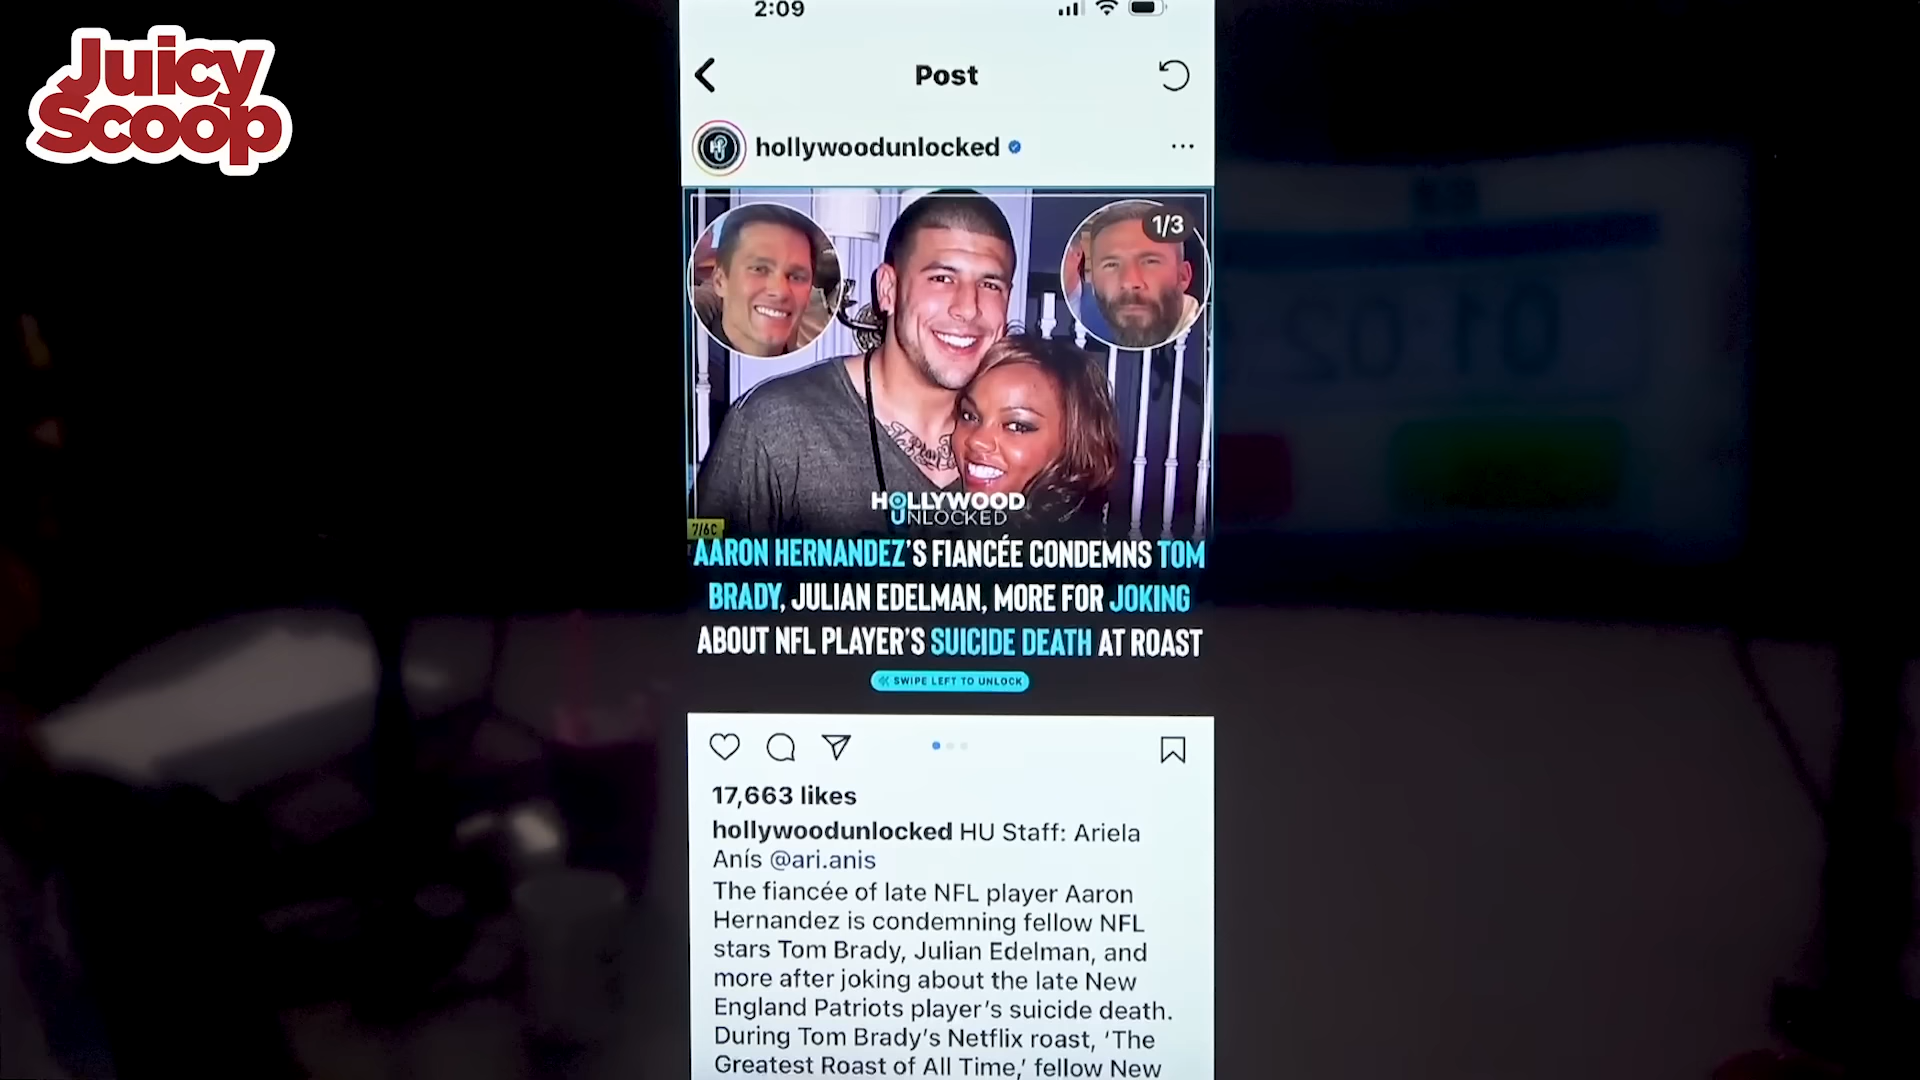 Juicy
Scoop
2:09
Post
hollywoodunlocked
1/3
HOLLYWOOD
UNLOCKED
7/6C
AARON HERNANDEZ'S FIANCÉE CONDEMNS TOM
BRADY, JULIAN EDELMAN, MORE FOR JOKING
ABOUT NFL PLAYER'S SUICIDE DEATH AT ROAST
SWIPE LEFT TO UNLOCK
17,663 likes
hollywoodunlocked HU Staff: Ariela
Anís @ari.anis
The fiancée of late NFL player Aaron
Hernandez is condemning fellow NFL
stars Tom Brady, Julian Edelman, and
more after joking about the late New
England Patriots player's suicide death.
During Tom Brady's Netflix roast, 'The
Greatest Roast of All Time,' fellow New